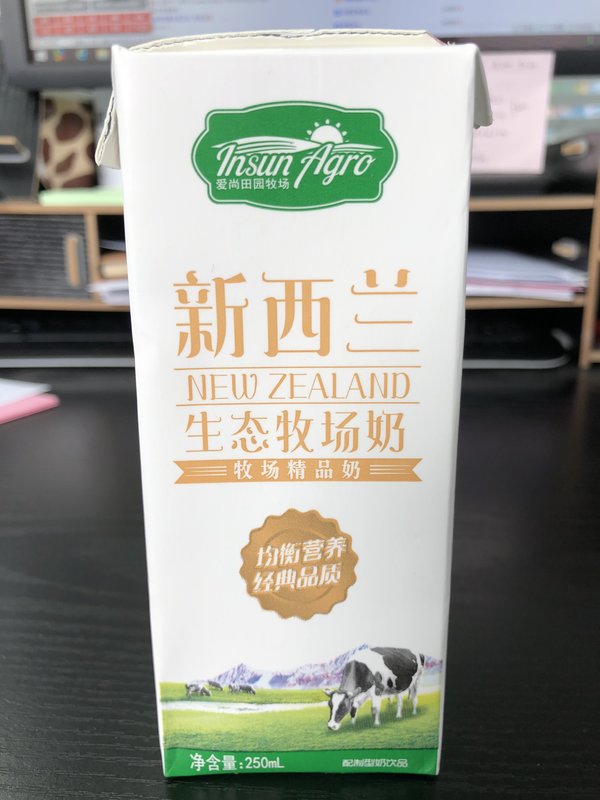 Insun Agro
爱尚田园牧场
新西兰
NEW ZEALAND
生态牧场奶
牧场精品奶
均衡营养
经典品质
净含量:250mL
配制型奶饮品